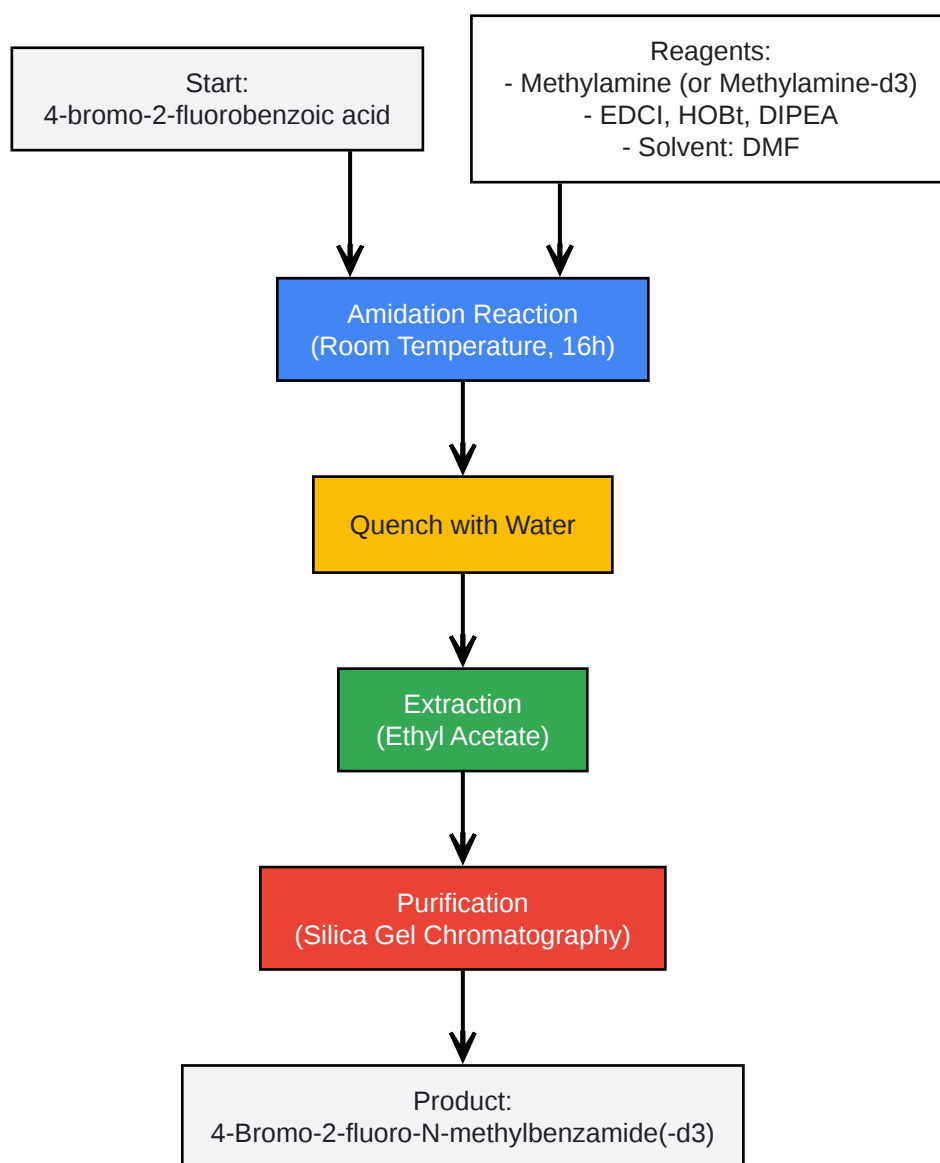 Start:
4-bromo-2-fluorobenzoic acid
Reagents:
- Methylamine (or Methylamine-d3)
- EDCI, HOBt, DIPEA
- Solvent: DMF
Amidation Reaction
(Room Temperature, 16h)
Quench with Water
Extraction
(Ethyl Acetate)
Purification
(Silica Gel Chromatography)
Product:
4-Bromo-2-fluoro-N-methylbenzamide(-d3)